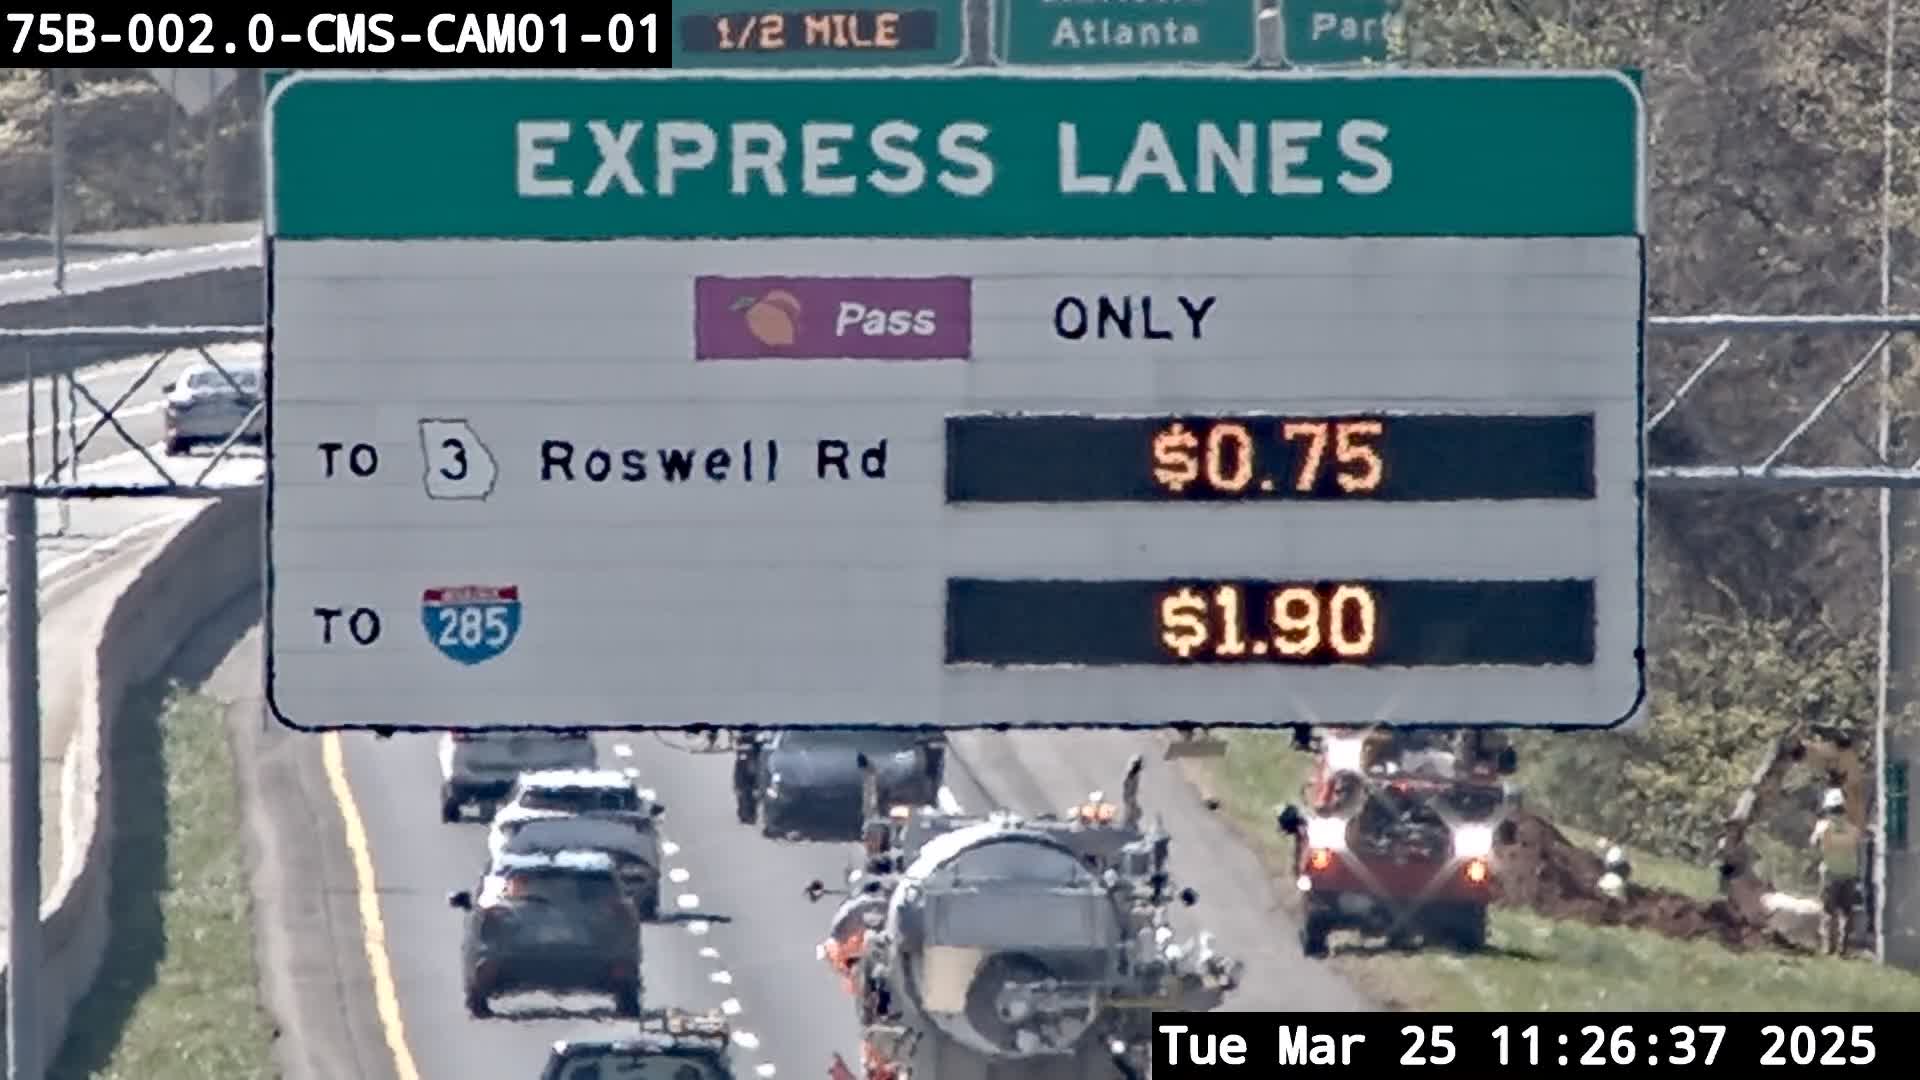 75B-002.0-CMS-CAM01-01
1/2 MILE
Atlanta
EXPRESS LANES
Pass ONLY
TO 3 Roswell Rd $0.75
TO 285 $1.90
Tue Mar 25 11:26:37 2025